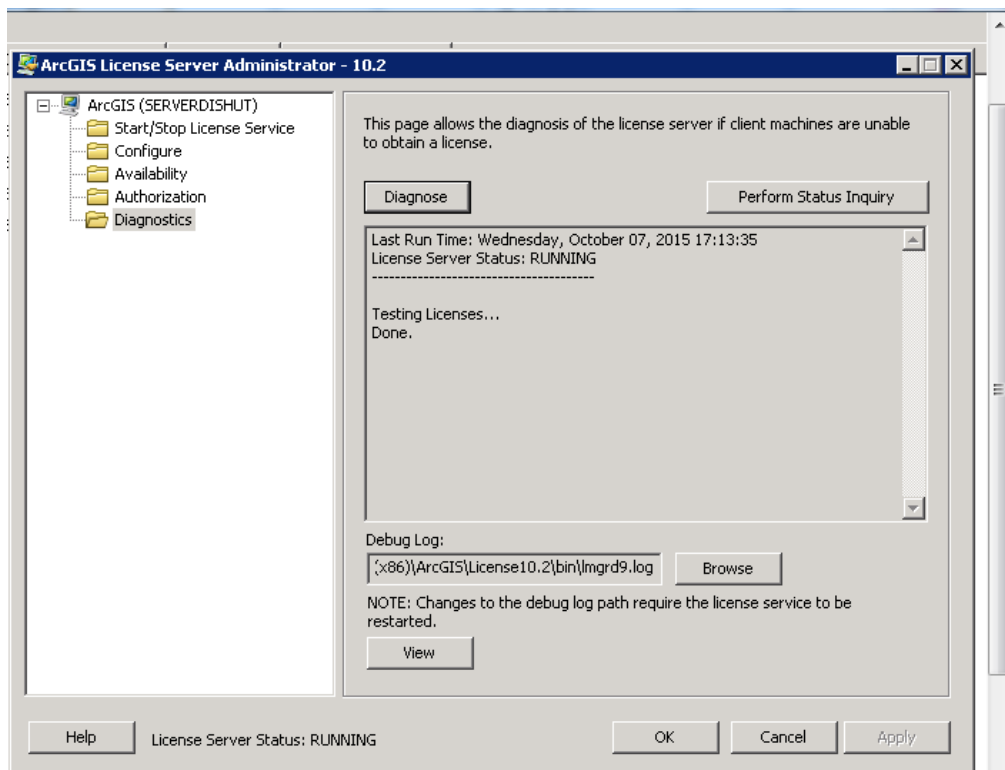 ArcGIS License Server Administrator - 10.2
ArcGIS (SERVERDISHUT)
Start/Stop License Service
Configure
Availability
Authorization
Diagnostics
This page allows the diagnosis of the license server if client machines are unable
to obtain a license.
Diagnose
Perform Status Inquiry
Last Run Time: Wednesday, October 07, 2015 17:13:35
License Server Status: RUNNING
-------------------------------------
Testing Licenses...
Done.
Debug Log:
(x86)\ArcGIS\License10.2\bin\lmgrd9.log
Browse
NOTE: Changes to the debug log path require the license service to be
restarted.
View
Help
License Server Status: RUNNING
OK
Cancel
Apply